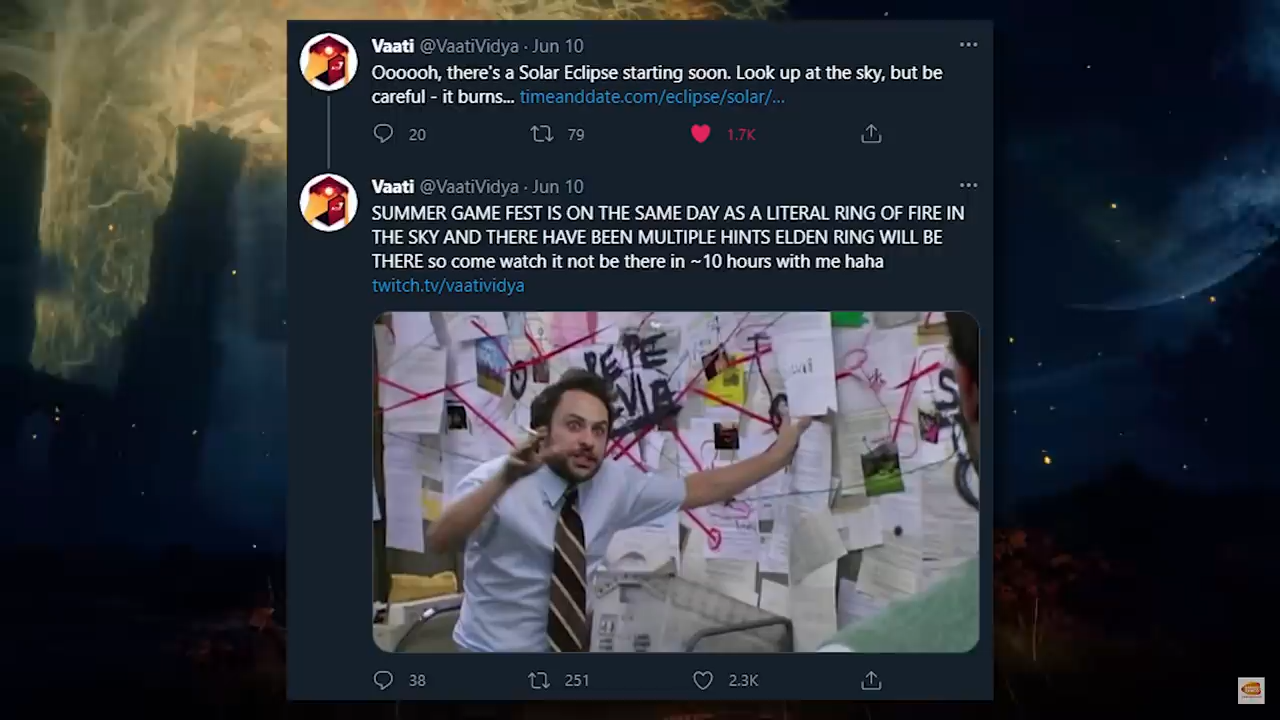 Vaati @VaatiVidya · Jun 10
Oooooh, there's a Solar Eclipse starting soon. Look up at the sky, but be
careful - it burns... timeanddate.com/eclipse/solar/...
20 79 1.7K
Vaati @VaatiVidya · Jun 10
SUMMER GAME FEST IS ON THE SAME DAY AS A LITERAL RING OF FIRE IN
THE SKY AND THERE HAVE BEEN MULTIPLE HINTS ELDEN RING WILL BE
THERE so come watch it not be there in ~10 hours with me haha
twitch.tv/vaatividya
PEPE
38 251 2.3K